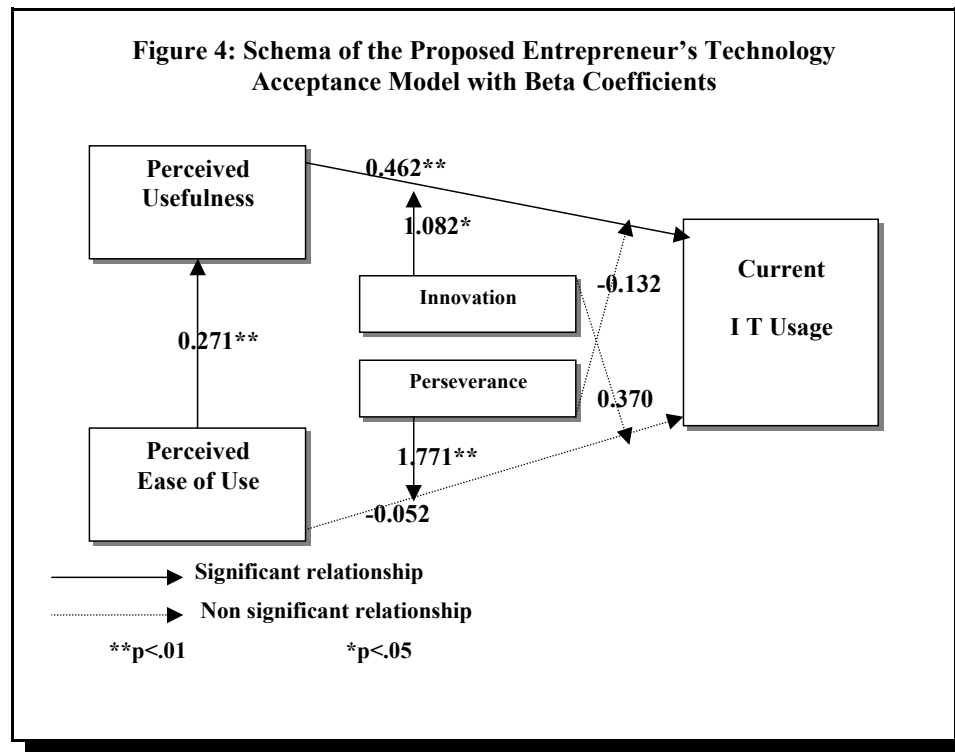 Figure 4: Schema of the Proposed Entrepreneur’s Technology
Acceptance Model with Beta Coefficients
Perceived
Usefulness
0.462**
1.082*
Current
I T Usage
Innovation
-0.132
0.271**
Perseverance
0.370
Perceived
Ease of Use
1.771**
-0.052
Significant relationship
Non significant relationship
**p<.01 *p<.05